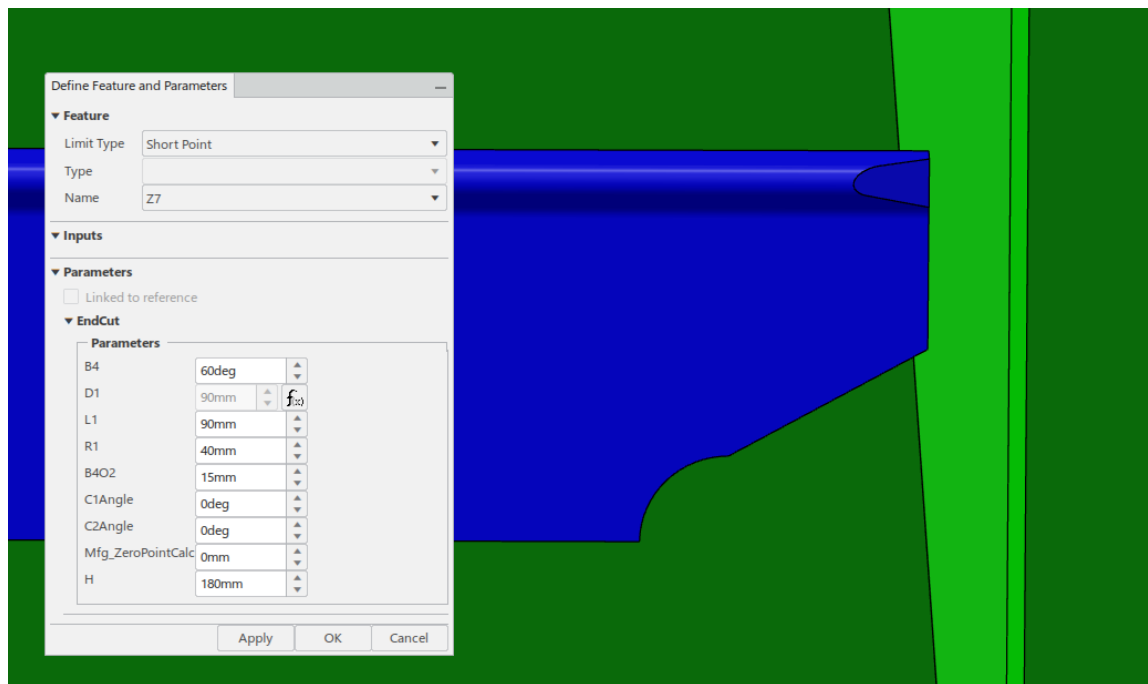 Define Feature and Parameters
Feature
Limit Type Short Point
Type
Name Z7
Inputs
Parameters
Linked to reference
EndCut
Parameters
B4 60deg
D1 90mm f(x)
L1 90mm
R1 40mm
B4O2 15mm
C1Angle 0deg
C2Angle 0deg
Mfg_ZeroPointCalc 0mm
H 180mm
Apply OK Cancel